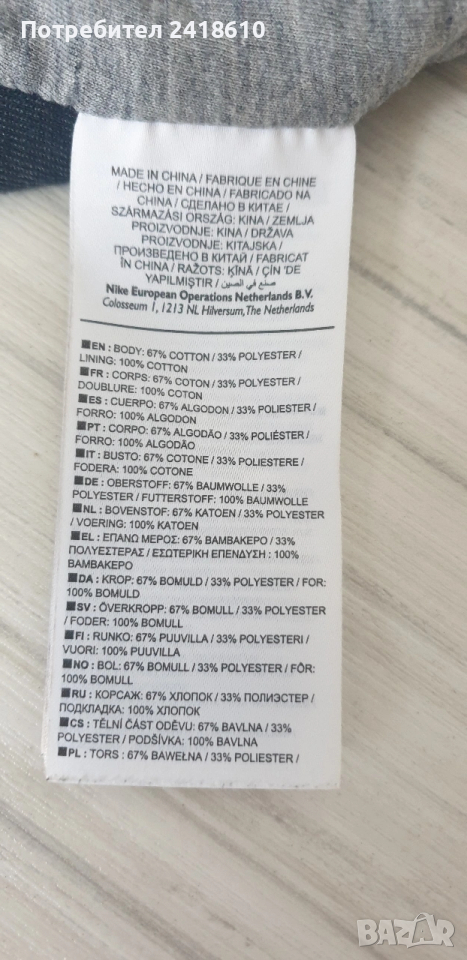 Потребител 2418610
MADE IN CHINA / FABRIQUE EN CHINE
/ HECHO EN CHINA / FABRICADO NA
CHINA / СДЕЛАНО В КИТАЕ /
SZÁRMAZÁSI ORSZÁG: KÍNA / ZEMLJA
PROIZVODNJE: KINA / DRŽAVA
PROIZVODNJE: KITAJSKA /
ПРОИЗВЕДЕНО В КИТАЙ / FABRICAT
ÎN CHINA / RAŽOTS: ĶĪNĀ / ÇİN 'DE
YAPILMIŞTIR / صنع في الصين /
Nike European Operations Netherlands B.V.
Colosseum 1, 1213 NL Hilversum, The Netherlands
■EN : BODY: 67% COTTON / 33% POLYESTER /
LINING: 100% COTTON
■FR : CORPS: 67% COTON / 33% POLYESTER /
DOUBLURE: 100% COTON
■ES : CUERPO: 67% ALGODON / 33% POLIESTER /
FORRO: 100% ALGODON
■PT : CORPO: 67% ALGODÃO / 33% POLIÉSTER /
FORRO: 100% ALGODÃO
■IT : BUSTO: 67% COTONE / 33% POLIESTERE /
FODERA: 100% COTONE
■DE : OBERSTOFF: 67% BAUMWOLLE / 33%
POLYESTER / FUTTERSTOFF: 100% BAUMWOLLE
■NL : BOVENSTOF: 67% KATOEN / 33% POLYESTER
/ VOERING: 100% KATOEN
■EL : ΕΠΑΝΩ ΜΕΡΟΣ: 67% ΒΑΜΒΑΚΕΡΟ / 33%
ΠΟΛΥΕΣΤΕΡΑΣ / ΕΣΩΤΕΡΙΚΗ ΕΠΕΝΔΥΣΗ : 100%
ΒΑΜΒΑΚΕΡΟ
■DA : KROP: 67% BOMULD / 33% POLYESTER / FOR:
100% BOMULD
■SV : ÖVERKROPP: 67% BOMULL / 33% POLYESTER
/ FODER: 100% BOMULL
■FI : RUNKO: 67% PUUVILLA / 33% POLYESTERI /
VUORI: 100% PUUVILLA
■NO : BOL: 67% BOMULL / 33% POLYESTER / FÔR:
100% BOMULL
■RU : КОРСАЖ: 67% ХЛОПОК / 33% ПОЛИЭСТЕР /
ПОДКЛАДКА: 100% ХЛОПОК
■CS : TĚLNÍ ČÁST ODĚVU: 67% BAVLNA / 33%
POLYESTER / PODŠÍVKA: 100% BAVLNA
■PL : TORS : 67% BAWEŁNA / 33% POLIESTER /
BAZAR